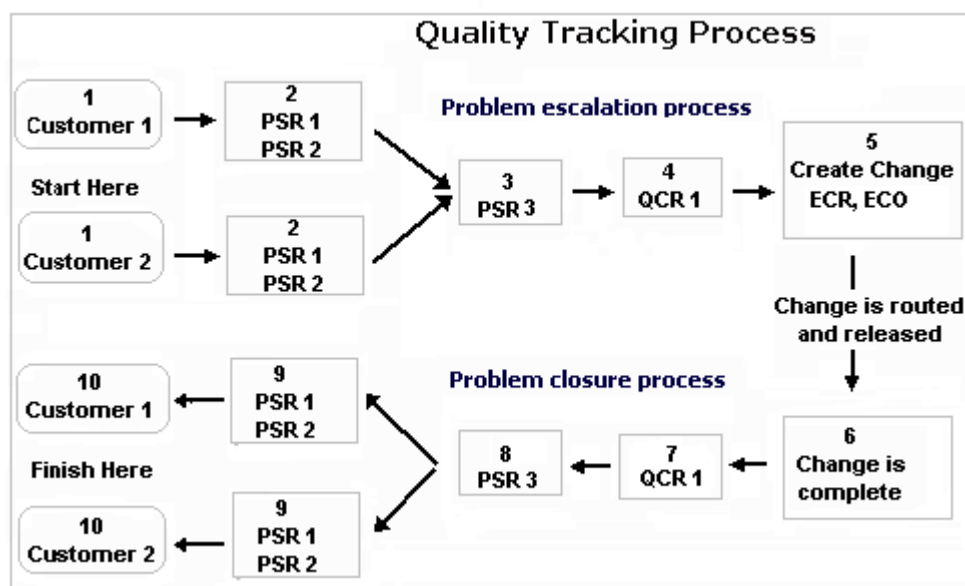 Quality Tracking Process
1
Customer 1
2
PSR 1
PSR 2
Problem escalation process
Start Here
1
Customer 2
2
PSR 1
PSR 2
3
PSR 3
4
QCR 1
5
Create Change
ECR, ECO
Change is routed
and released
10
Customer 1
9
PSR 1
PSR 2
Problem closure process
Finish Here
10
Customer 2
9
PSR 1
PSR 2
8
PSR 3
7
QCR 1
6
Change is
complete